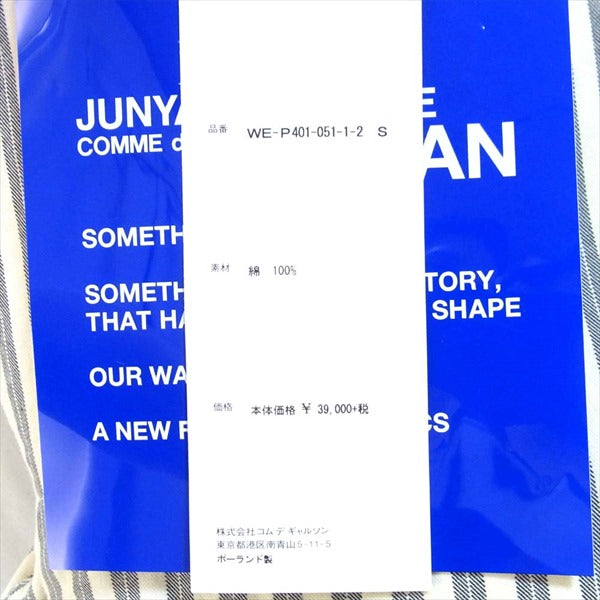 JUNYA
E
COMME d
AN
SOMETH
SOMETH TORY,
THAT HA SHAPE
OUR WA
A NEW CS
品番 WE-P401-051-1-2 S
素材 綿 100%
価格 本体価格 ¥ 39,000+税
株式会社コム・デ ギャルソン
東京都港区南青山5-11-5
ポーランド製